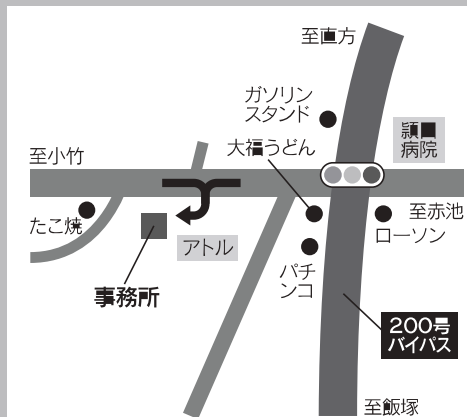 至直方
ガソリン
スタンド
頴田
病院
大福うどん
至小竹
至赤池
たこ焼
ローソン
アトル
パチ
ンコ
事務所
200号
バイパス
至飯塚